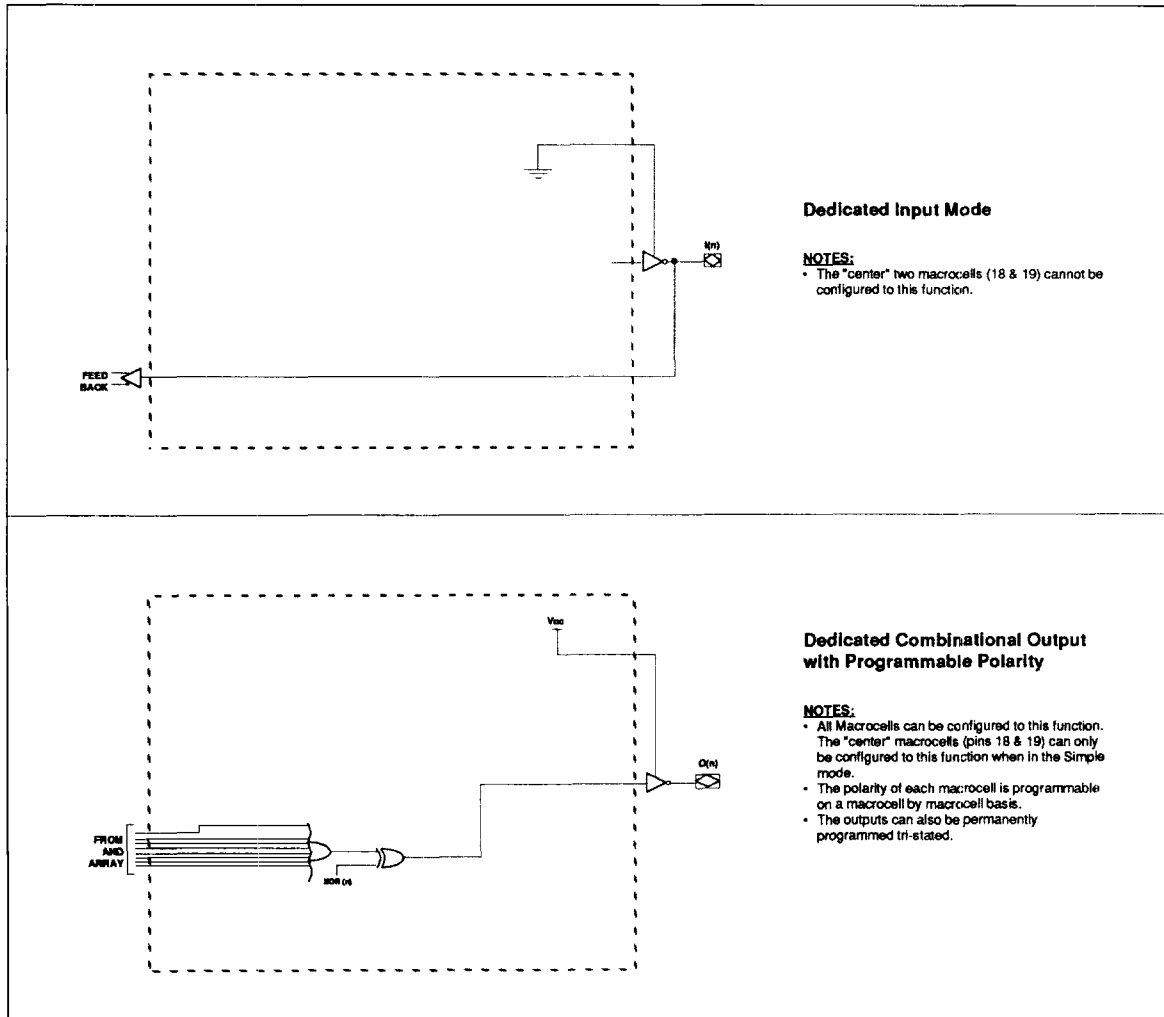 I(n)
FEED
BACK
Dedicated Input Mode
NOTES:
• The "center" two macrocells (18 & 19) cannot be
configured to this function.
Vcc
O(n)
FROM
AND
ARRAY
XOR (n)
Dedicated Combinational Output
with Programmable Polarity
NOTES:
• All Macrocells can be configured to this function.
The "center" macrocells (pins 18 & 19) can only
be configured to this function when in the Simple
mode.
• The polarity of each macrocell is programmable
on a macrocell by macrocell basis.
• The outputs can also be permanently
programmed tri-stated.